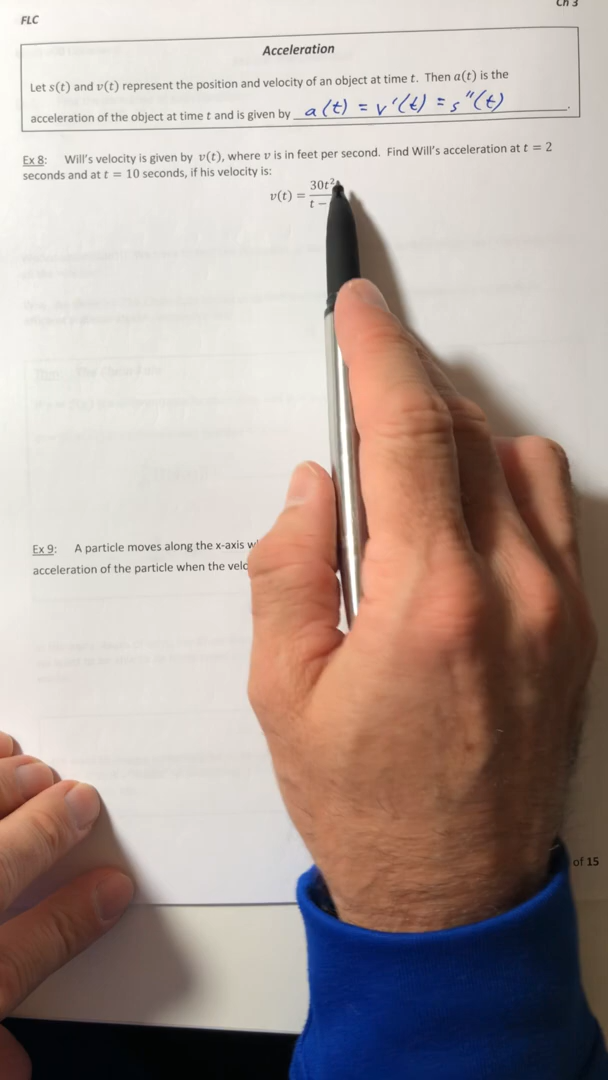 Ch 3
FLC
Acceleration
Let s(t) and v(t) represent the position and velocity of an object at time t. Then a(t) is the
acceleration of the object at time t and is given by a(t) = v'(t) = s"(t).
Ex 8: Will's velocity is given by v(t), where v is in feet per second. Find Will's acceleration at t = 2
seconds and at t = 10 seconds, if his velocity is:
30t²
v(t) =
t −
Ex 9: A particle moves along the x-axis
acceleration of the particle when the
of 15